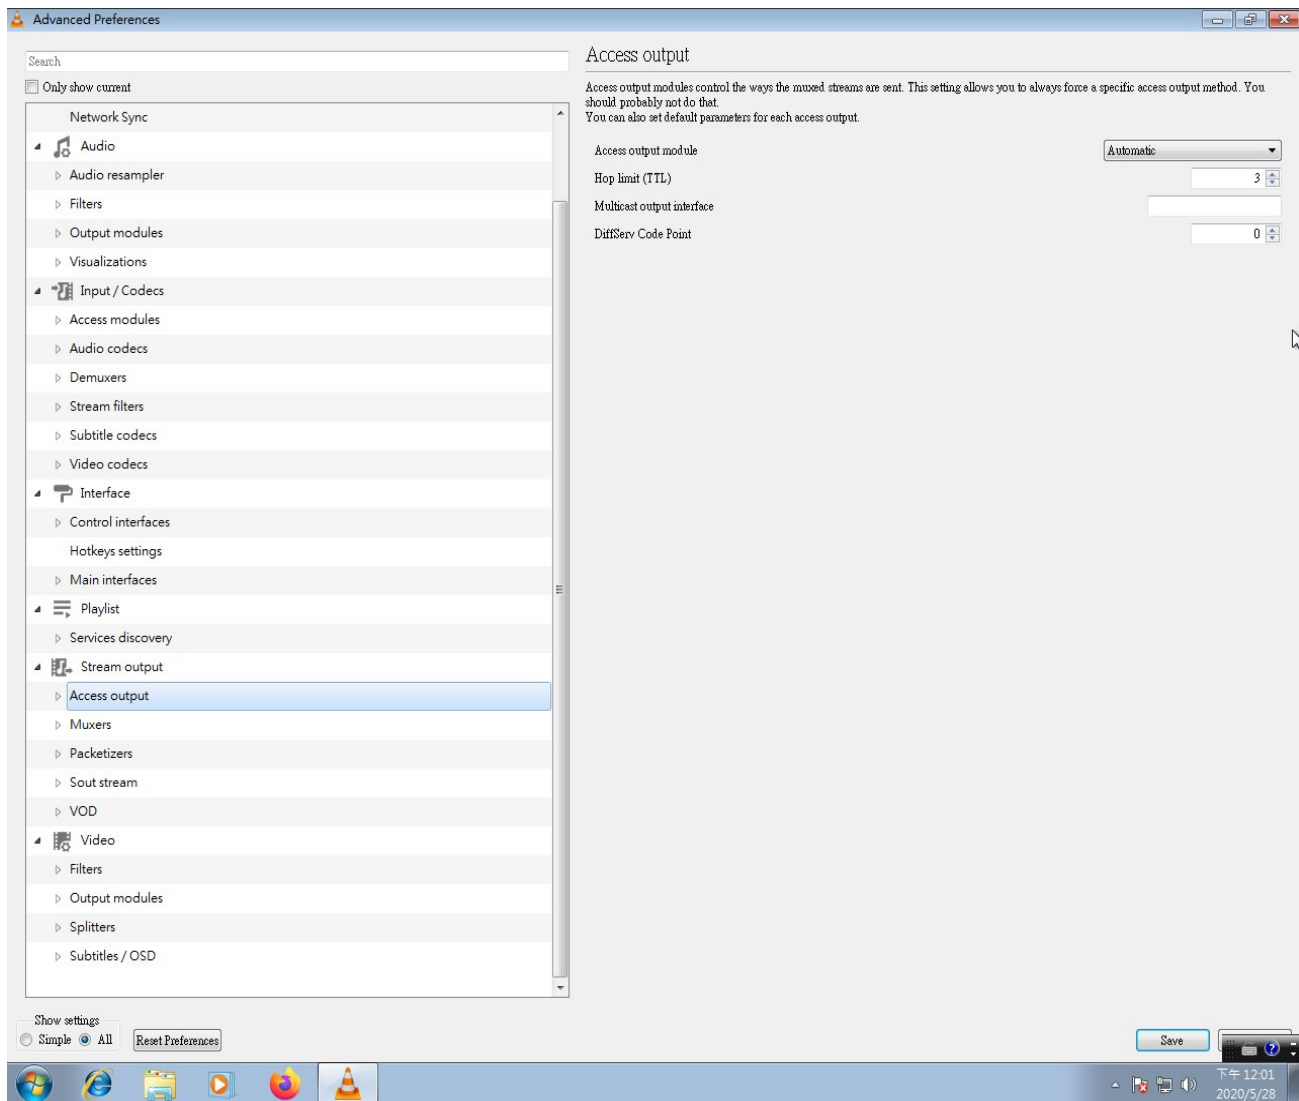 Advanced Preferences
Search
Only show current
Network Sync
Audio
Audio resampler
Filters
Output modules
Visualizations
Input / Codecs
Access modules
Audio codecs
Demuxers
Stream filters
Subtitle codecs
Video codecs
Interface
Control interfaces
Hotkeys settings
Main interfaces
Playlist
Services discovery
Stream output
Access output
Muxers
Packetizers
Sout stream
VOD
Video
Filters
Output modules
Splitters
Subtitles / OSD
Show settings
Simple All Reset Preferences
Access output
Access output modules control the ways the muxed streams are sent. This setting allows you to always force a specific access output method. You
should probably not do that.
You can also set default parameters for each access output.
Access output module Automatic
Hop limit (TTL) 3
Multicast output interface
DiffServ Code Point 0
Save
下午 12:01
2020/5/28